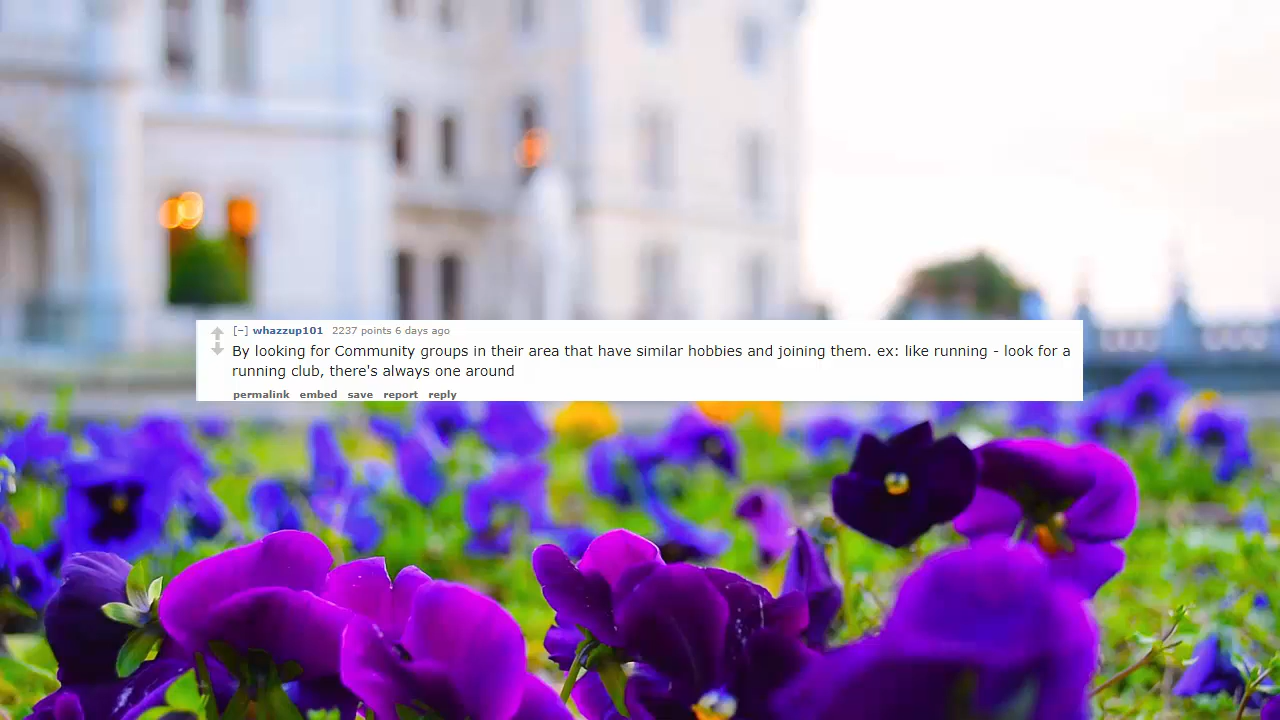 [–] whazzup101 2237 points 6 days ago
By looking for Community groups in their area that have similar hobbies and joining them. ex: like running - look for a
running club, there's always one around
permalink embed save report reply